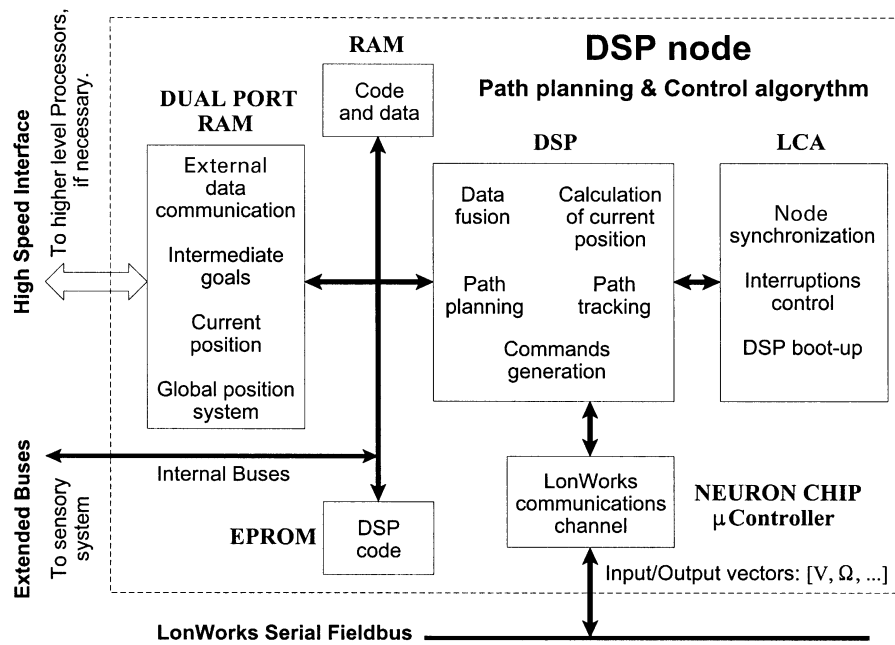 DSP node
Path planning & Control algorythm
RAM
Code
and data
DUAL PORT
RAM
External
data
communication
Intermediate
goals
Current
position
Global position
system
High Speed Interface
To higher level Processors,
if necessary.
DSP
Data
fusion
Calculation
of current
position
Path
planning
Path
tracking
Commands
generation
LCA
Node
synchronization
Interruptions
control
DSP boot-up
Extended Buses
To sensory
system
Internal Buses
EPROM
DSP
code
LonWorks
communications
channel
NEURON CHIP
μController
Input/Output vectors: [V, Ω, ...]
LonWorks Serial Fieldbus